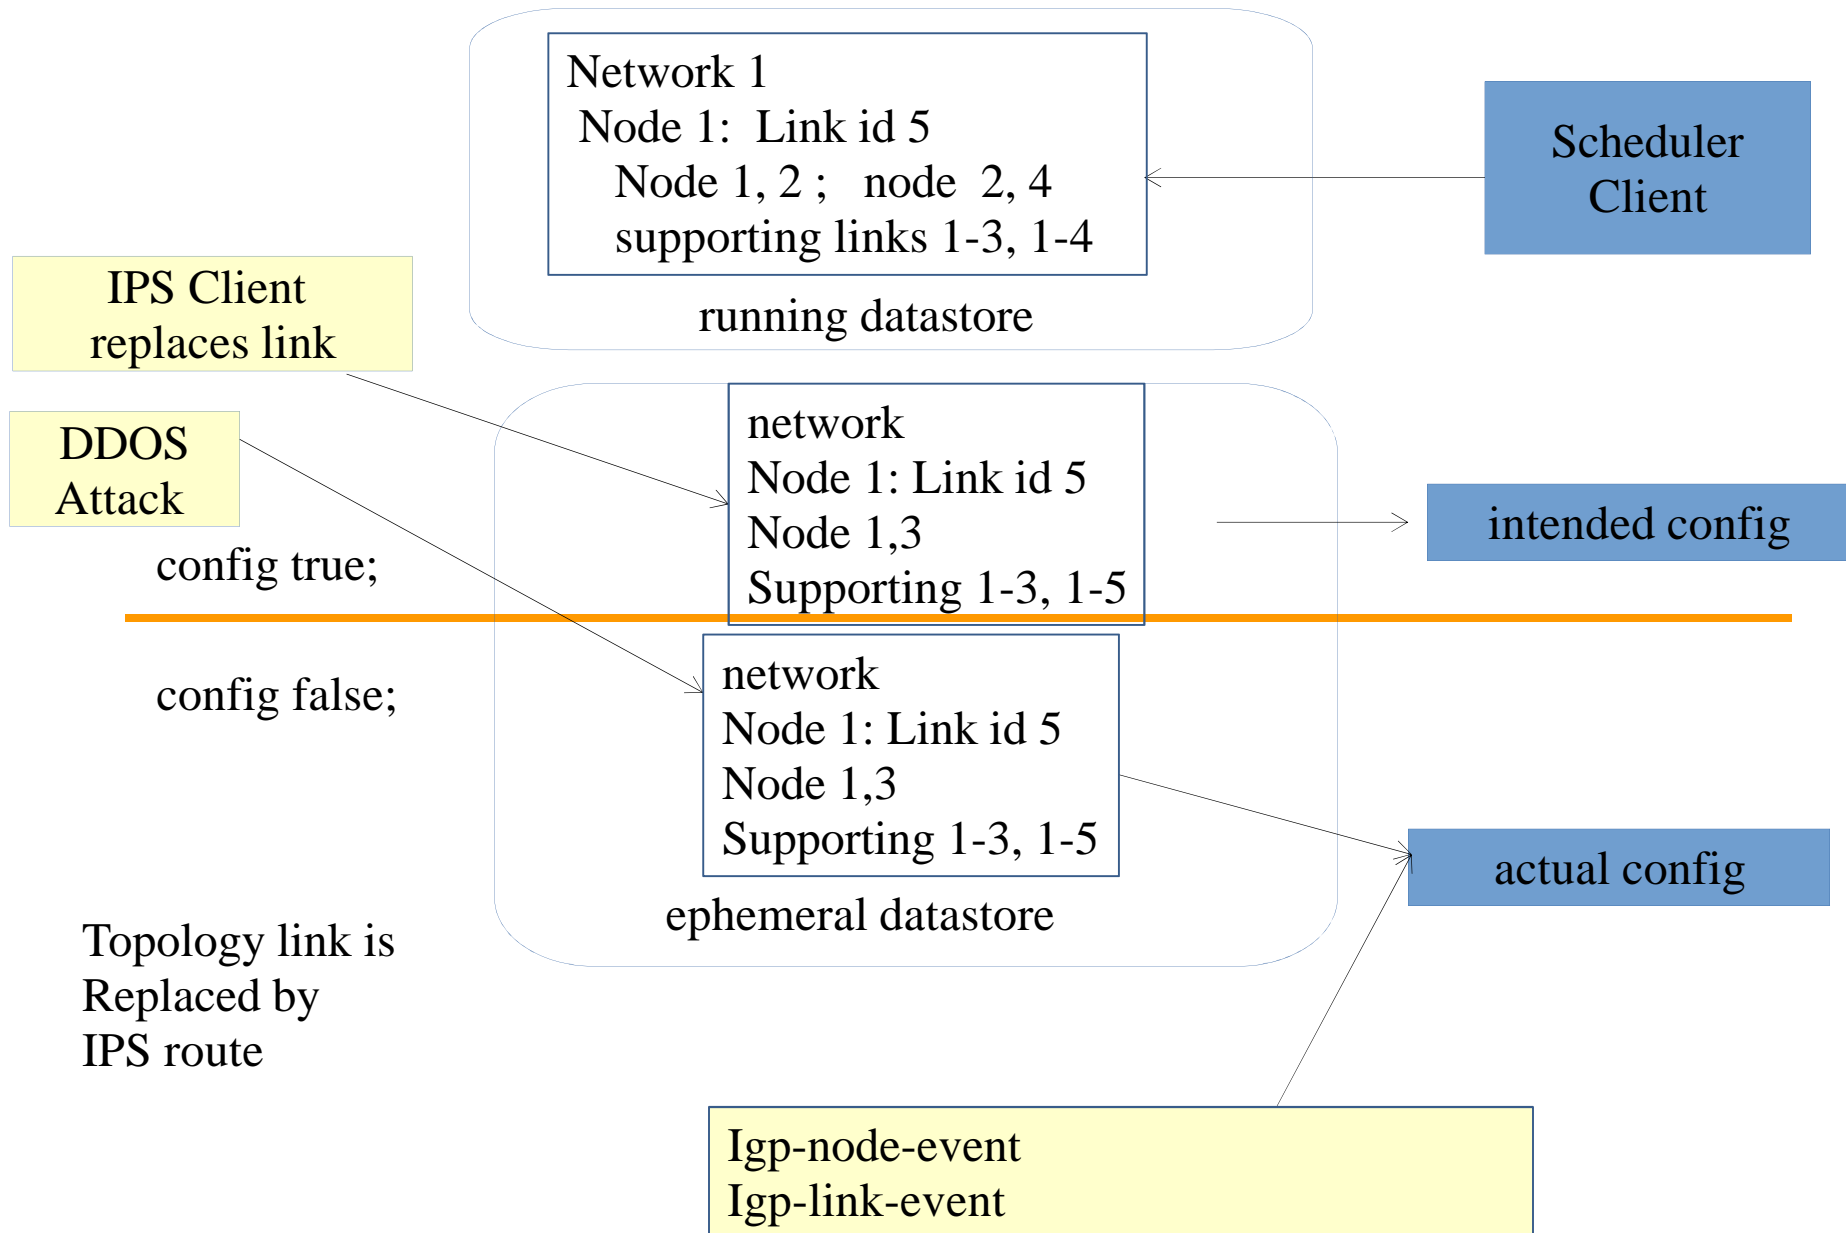 Network 1
Node 1:  Link id 5
Node 1, 2 ;   node  2, 4
supporting links 1-3, 1-4
running datastore
Scheduler
Client
IPS Client
replaces link
DDOS
Attack
config true;
network
Node 1: Link id 5
Node 1,3
Supporting 1-3, 1-5
intended config
config false;
network
Node 1: Link id 5
Node 1,3
Supporting 1-3, 1-5
ephemeral datastore
actual config
Topology link is
Replaced by
IPS route
Igp-node-event
Igp-link-event